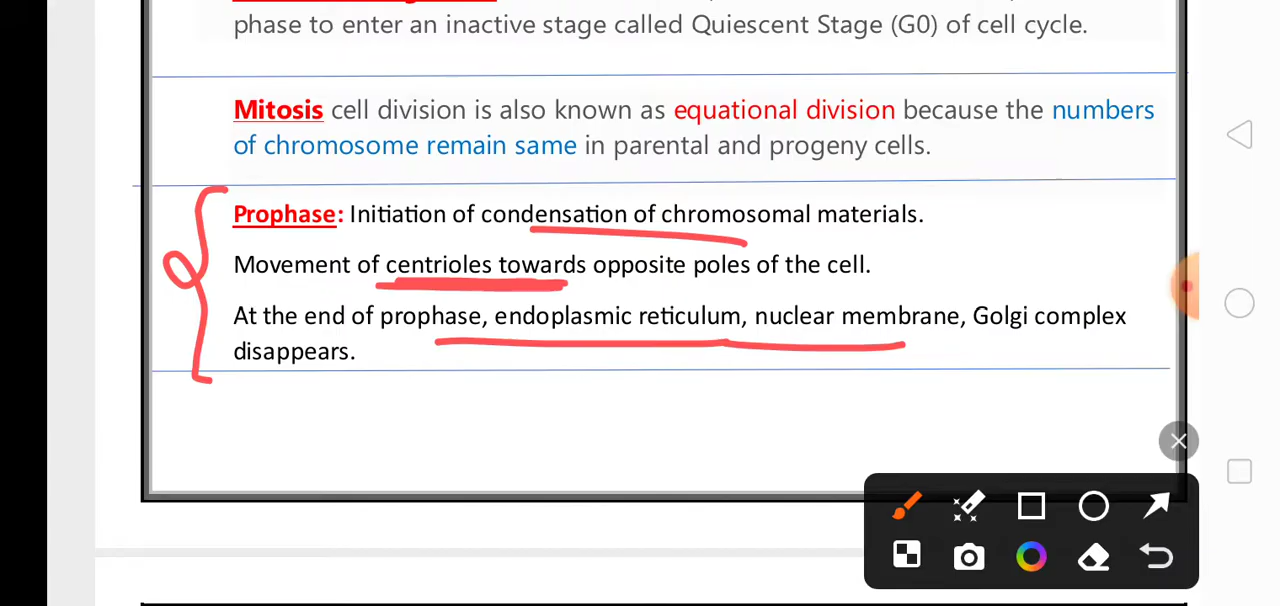 phase to enter an inactive stage called Quiescent Stage (G0) of cell cycle.
Mitosis cell division is also known as equational division because the numbers
of chromosome remain same in parental and progeny cells.
Prophase: Initiation of condensation of chromosomal materials.
Movement of centrioles towards opposite poles of the cell.
At the end of prophase, endoplasmic reticulum, nuclear membrane, Golgi complex
disappears.